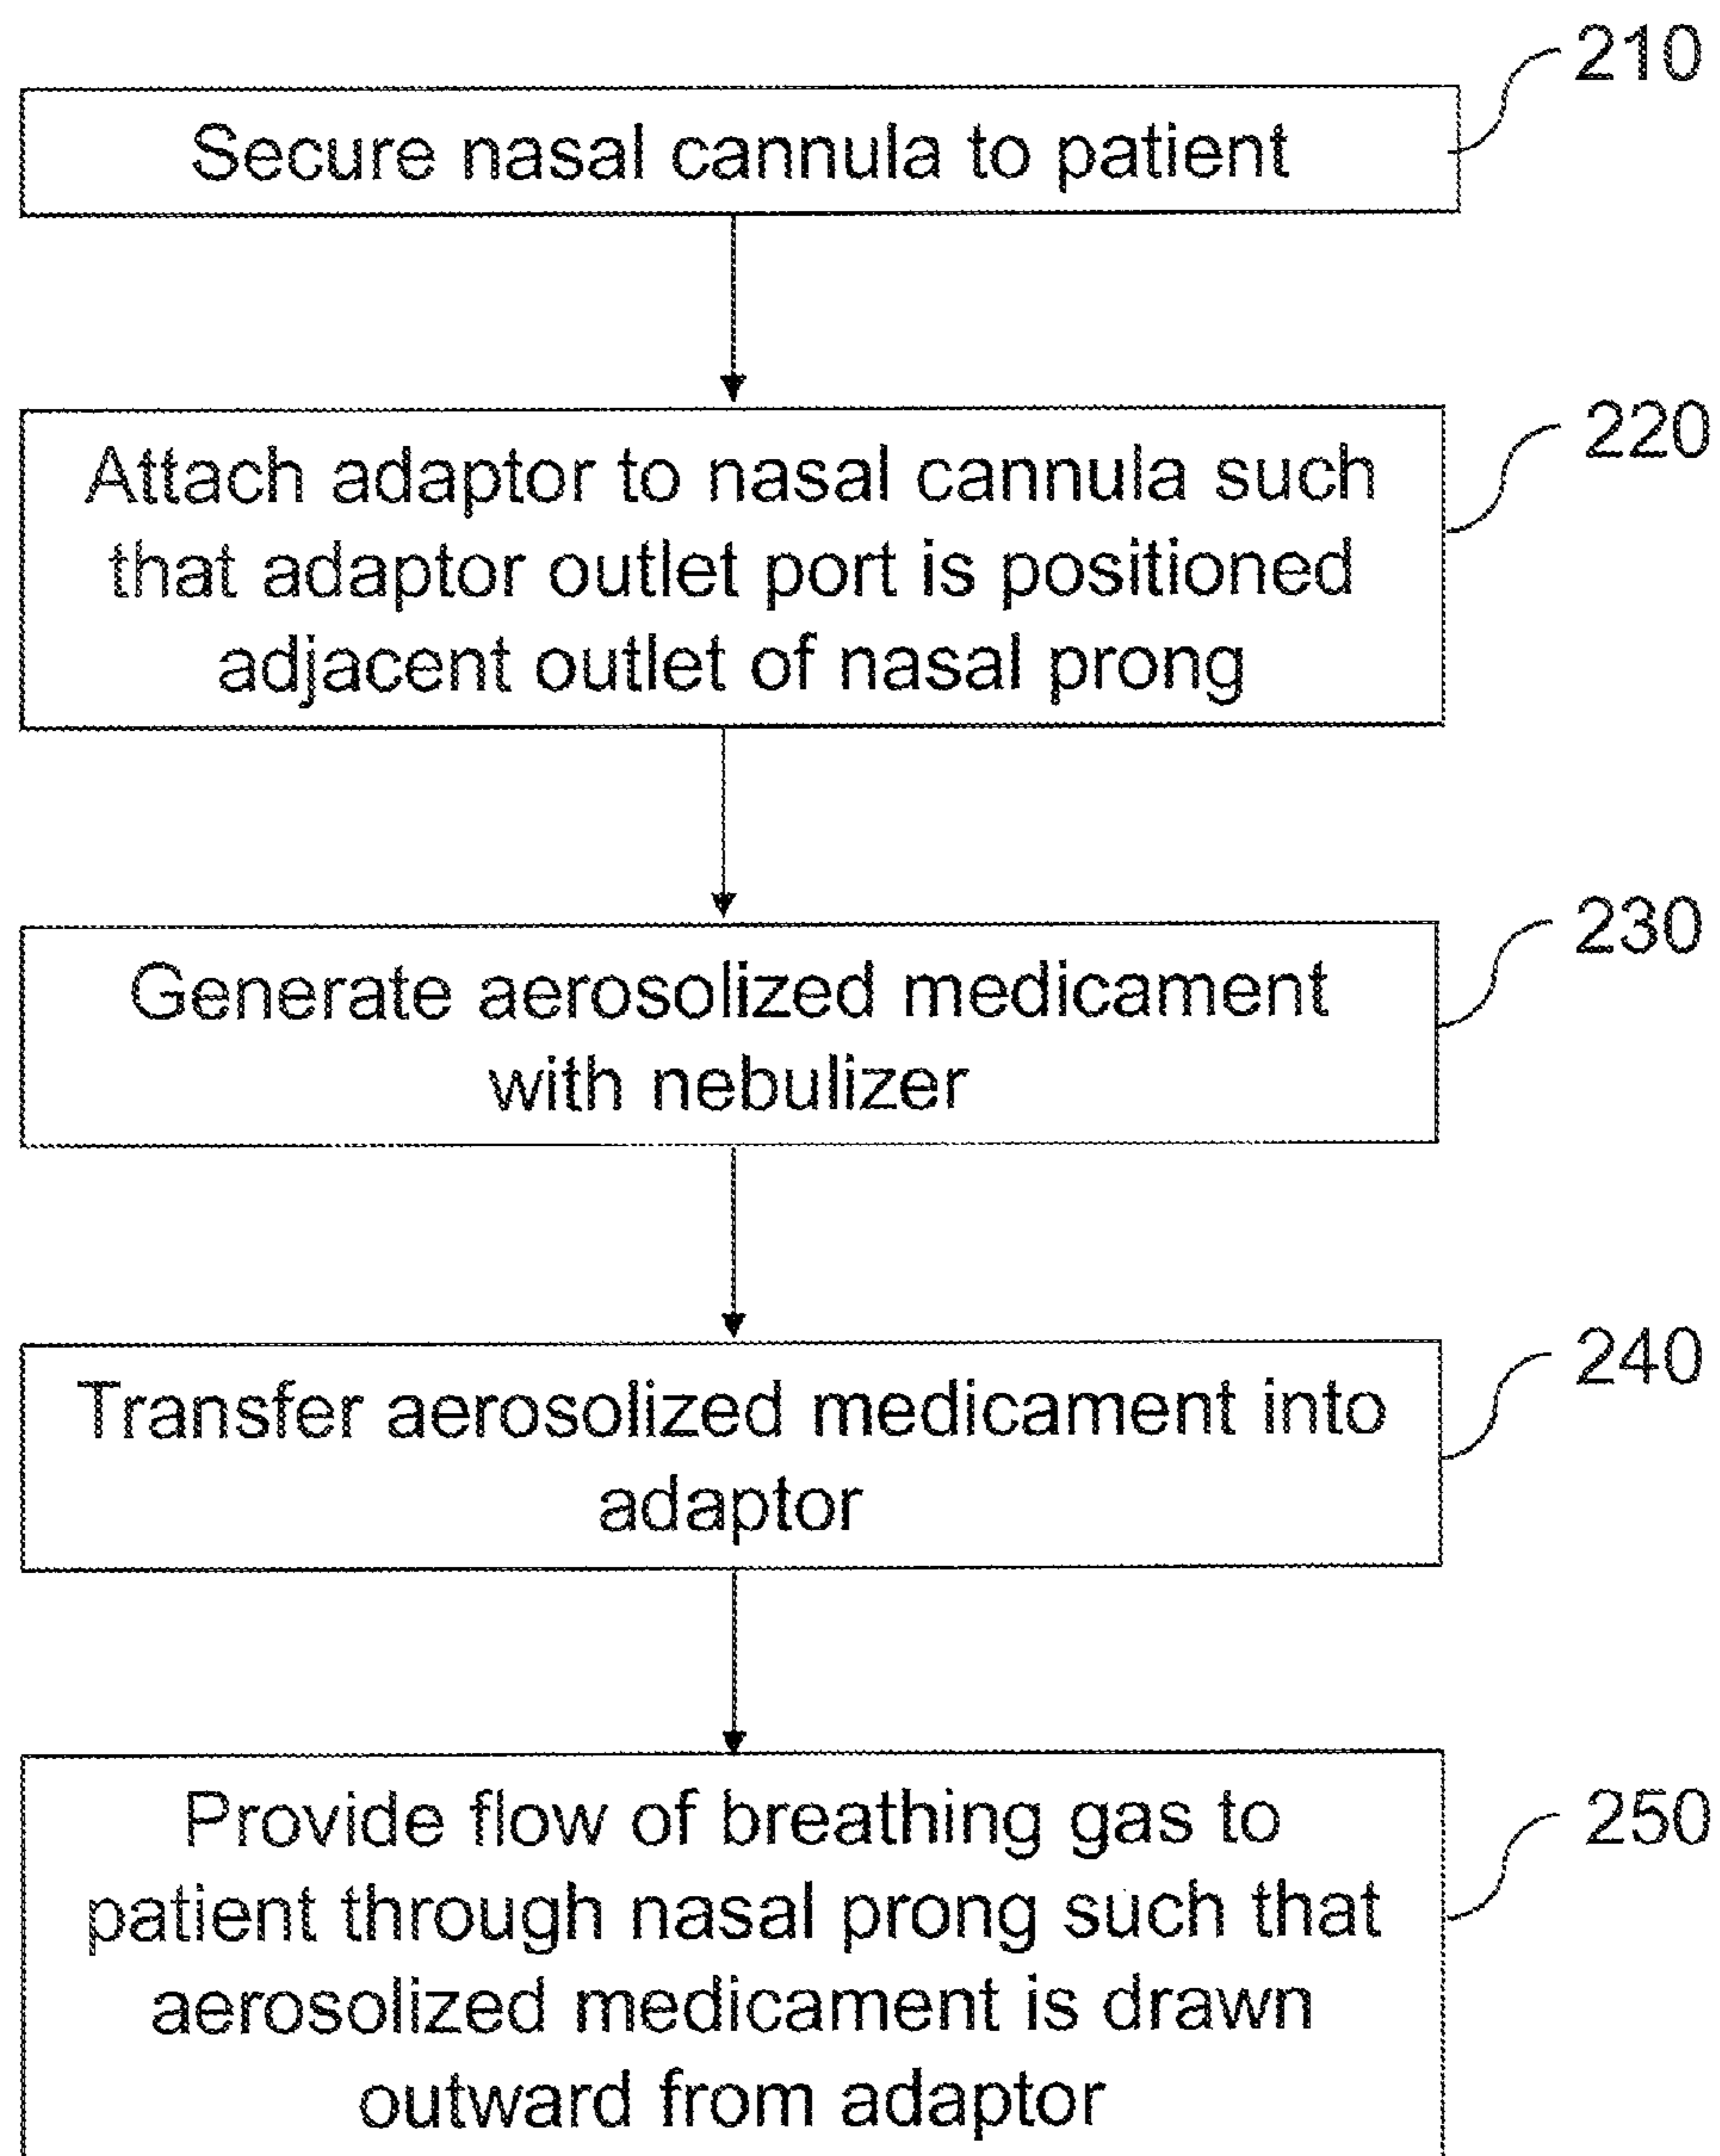 210
Secure nasal cannula to patient
220
Attach adaptor to nasal cannula such
that adaptor outlet port is positioned
adjacent outlet of nasal prong
230
Generate aerosolized medicament
with nebulizer
240
Transfer aerosolized medicament into
adaptor
250
Provide flow of breathing gas to
patient through nasal prong such that
aerosolized medicament is drawn
outward from adaptor